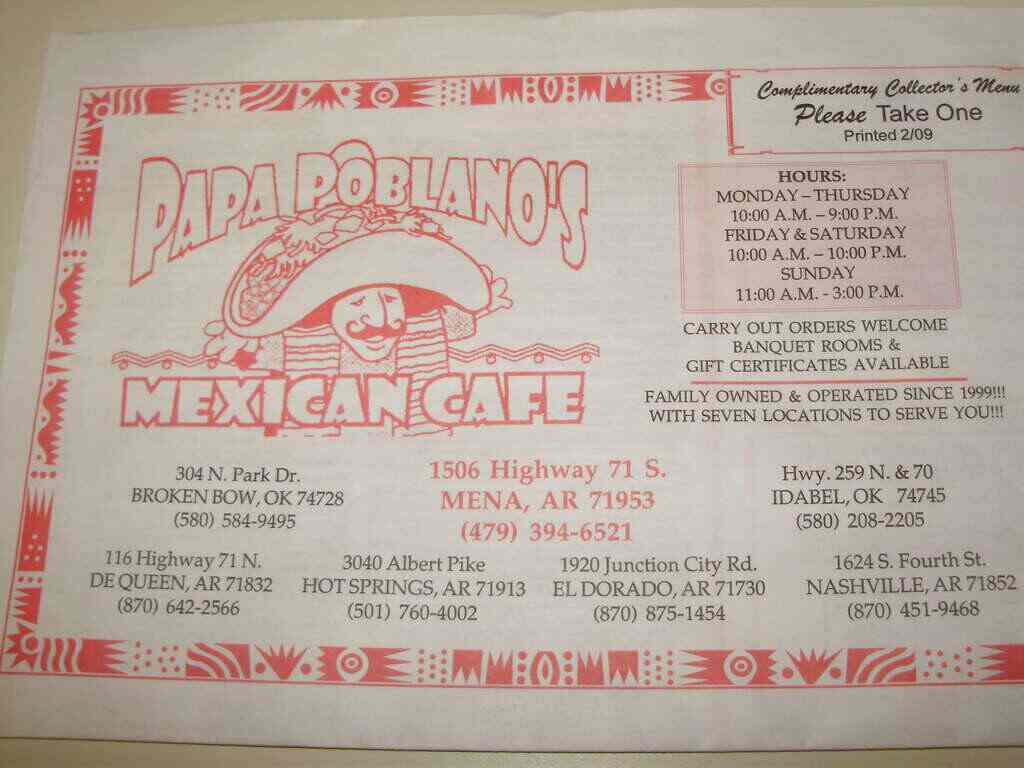 Complimentary Collector's Menu
Please Take One
Printed 2/09
PAPA POBLANO'S
MEXICAN CAFE
HOURS:
MONDAY – THURSDAY
10:00 A.M. – 9:00 P.M.
FRIDAY & SATURDAY
10:00 A.M. – 10:00 P.M.
SUNDAY
11:00 A.M. - 3:00 P.M.
CARRY OUT ORDERS WELCOME
BANQUET ROOMS &
GIFT CERTIFICATES AVAILABLE
FAMILY OWNED & OPERATED SINCE 1999!!!
WITH SEVEN LOCATIONS TO SERVE YOU!!!
304 N. Park Dr.
BROKEN BOW, OK 74728
(580) 584-9495
1506 Highway 71 S.
MENA, AR 71953
(479) 394-6521
Hwy. 259 N. & 70
IDABEL, OK 74745
(580) 208-2205
116 Highway 71 N.
DE QUEEN, AR 71832
(870) 642-2566
3040 Albert Pike
HOT SPRINGS, AR 71913
(501) 760-4002
1920 Junction City Rd.
EL DORADO, AR 71730
(870) 875-1454
1624 S. Fourth St.
NASHVILLE, AR 71852
(870) 451-9468